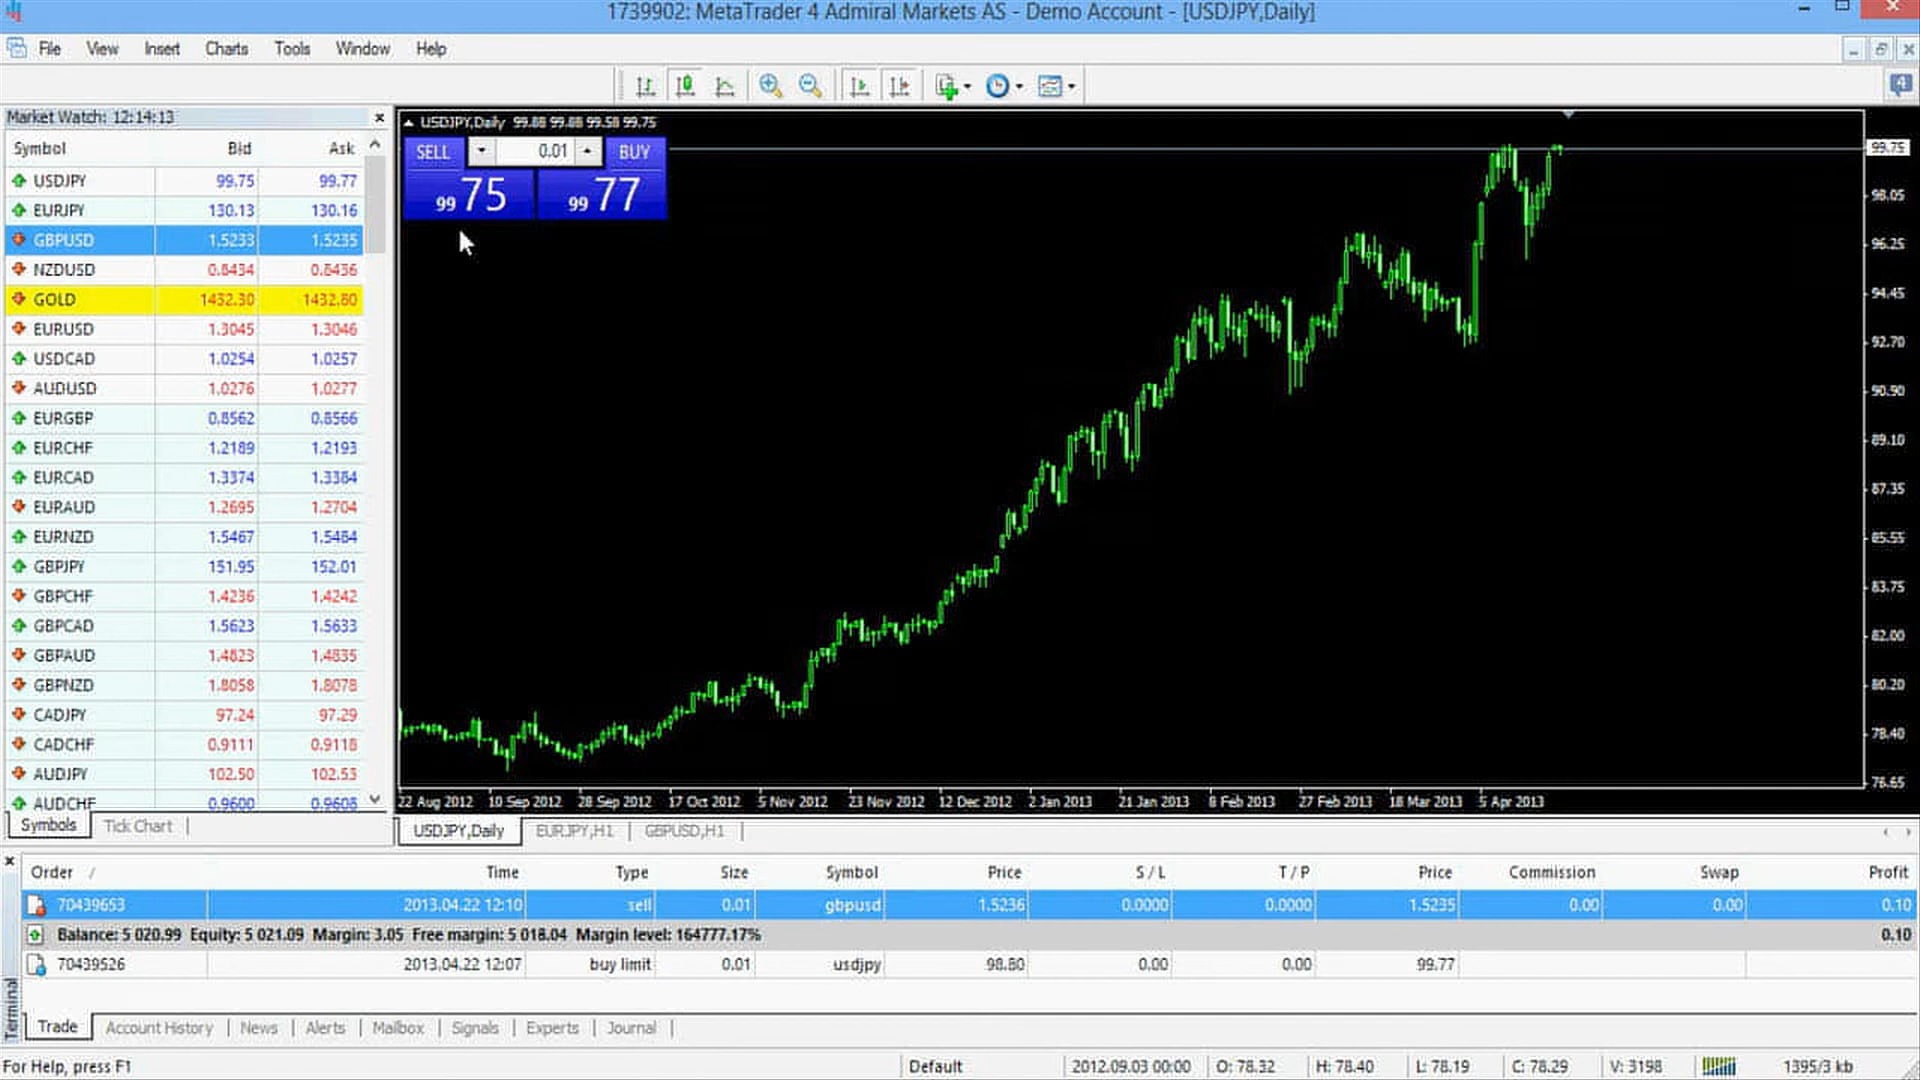 1739902: MetaTrader 4 Admiral Markets AS - Demo Account - [USDJPY,Daily]
File View Insert Charts Tools Window Help
4
Market Watch: 12:14:13
Symbol Bid Ask
USDJPY 99.75 99.77
EURJPY 130.13 130.16
GBPUSD 1.5233 1.5235
NZDUSD 0.8434 0.8436
GOLD 1432.30 1432.80
EURUSD 1.3045 1.3046
USDCAD 1.0254 1.0257
AUDUSD 1.0276 1.0277
EURGBP 0.8562 0.8566
EURCHF 1.2189 1.2193
EURCAD 1.3374 1.3384
EURAUD 1.2695 1.2704
EURNZD 1.5467 1.5484
GBPJPY 151.95 152.01
GBPCHF 1.4236 1.4242
GBPCAD 1.5623 1.5633
GBPAUD 1.4823 1.4835
GBPNZD 1.8058 1.8078
CADJPY 97.24 97.29
CADCHF 0.9111 0.9118
AUDJPY 102.50 102.53
AUDCHF 0.9600 0.9608
Symbols Tick Chart
USDJPY,Daily 99.88 99.88 99.58 99.75
SELL 0.01 BUY
99 75 99 77
99.75
98.05
96.25
94.45
92.70
90.90
89.10
87.35
85.55
83.75
82.00
80.20
78.40
76.65
22 Aug 2012 10 Sep 2012 28 Sep 2012 17 Oct 2012 5 Nov 2012 23 Nov 2012 12 Dec 2012 2 Jan 2013 21 Jan 2013 8 Feb 2013 27 Feb 2013 18 Mar 2013 5 Apr 2013
USDJPY,Daily EURJPY,H1 GBPUSD,H1
Order / Time Type Size Symbol Price S / L T / P Price Commission Swap Profit
70439653 2013.04.22 12:10 sell 0.01 gbpusd 1.5236 0.0000 0.0000 1.5235 0.00 0.00 0.10
Balance: 5 020.99 Equity: 5 021.09 Margin: 3.05 Free margin: 5 018.04 Margin level: 164777.17% 0.10
70439526 2013.04.22 12:07 buy limit 0.01 usdjpy 98.80 0.00 0.00 99.77
Terminal
Trade Account History News Alerts Mailbox Signals Experts Journal
For Help, press F1 Default 2012.09.03 00:00 O: 78.32 H: 78.40 L: 78.19 C: 78.29 V: 3198 1395/3 kb